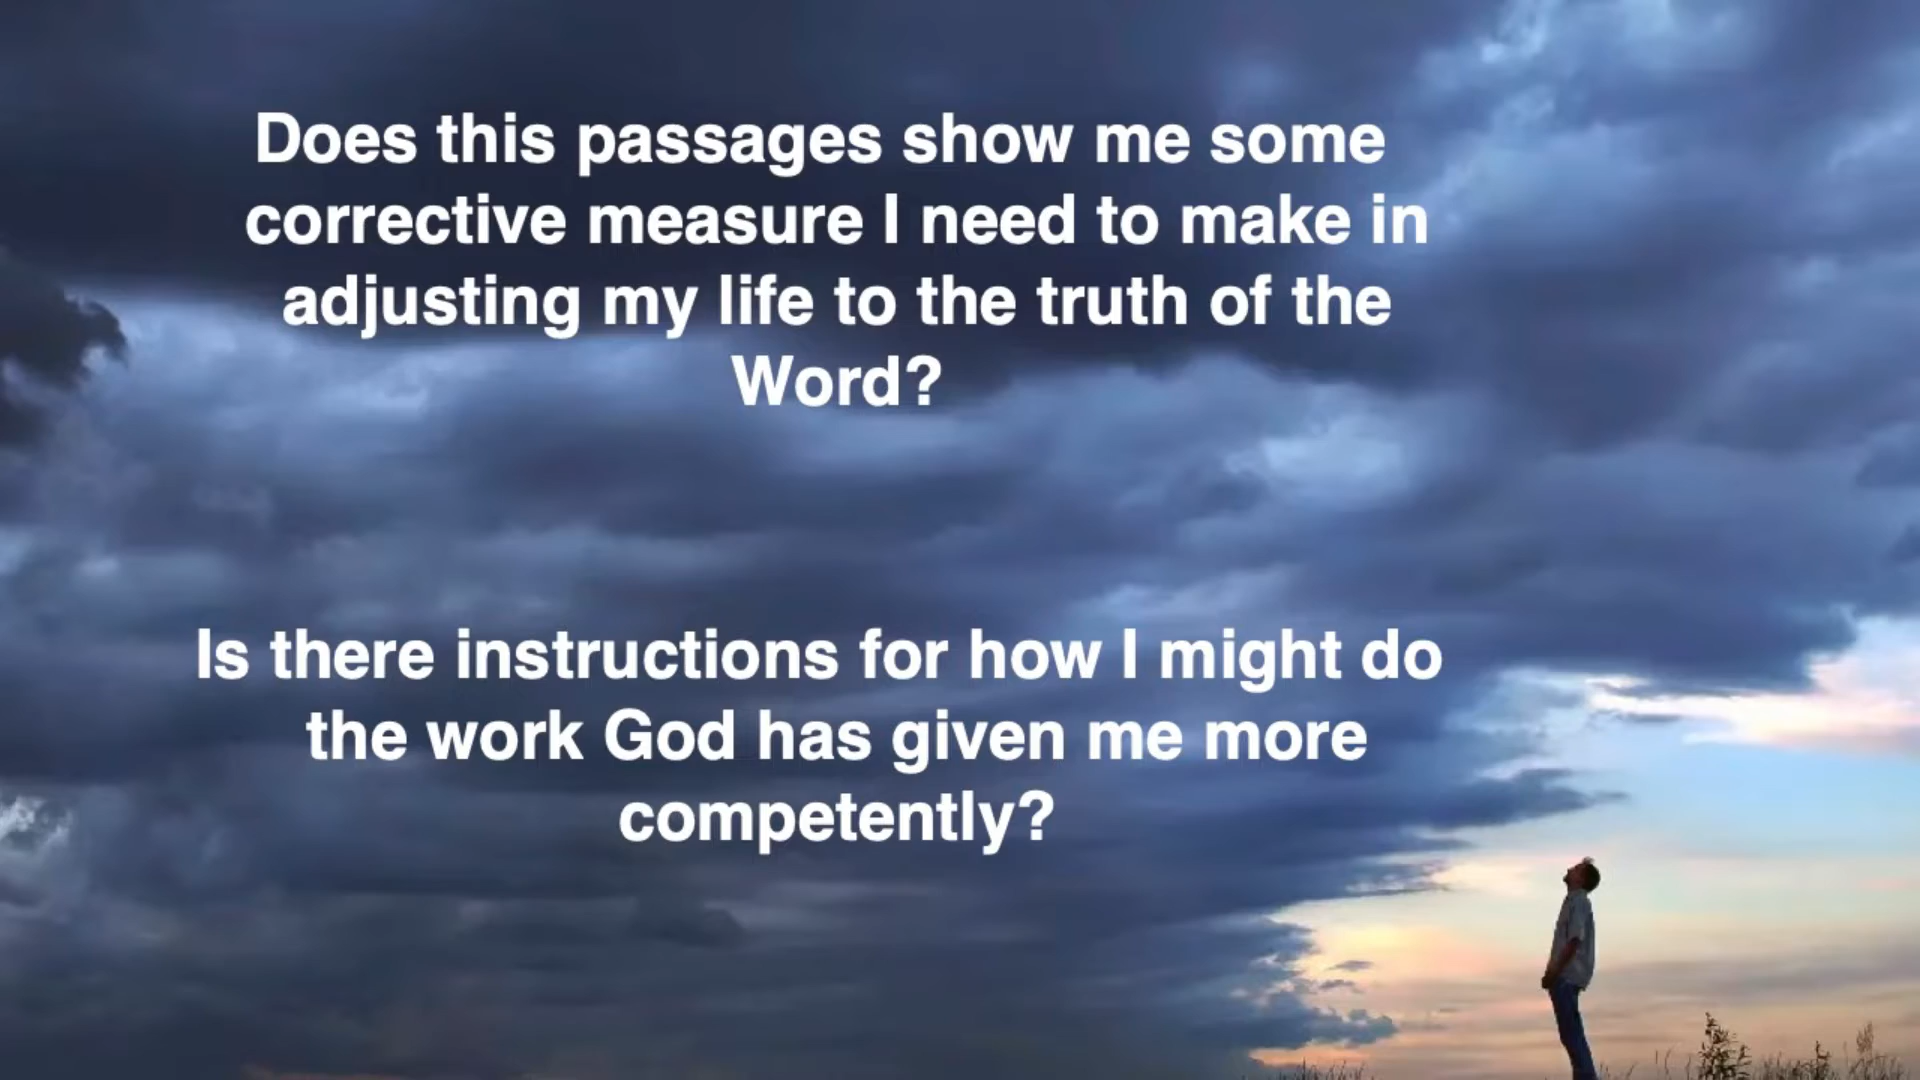 Does this passages show me some
corrective measure I need to make in
adjusting my life to the truth of the
Word?
Is there instructions for how I might do
the work God has given me more
competently?